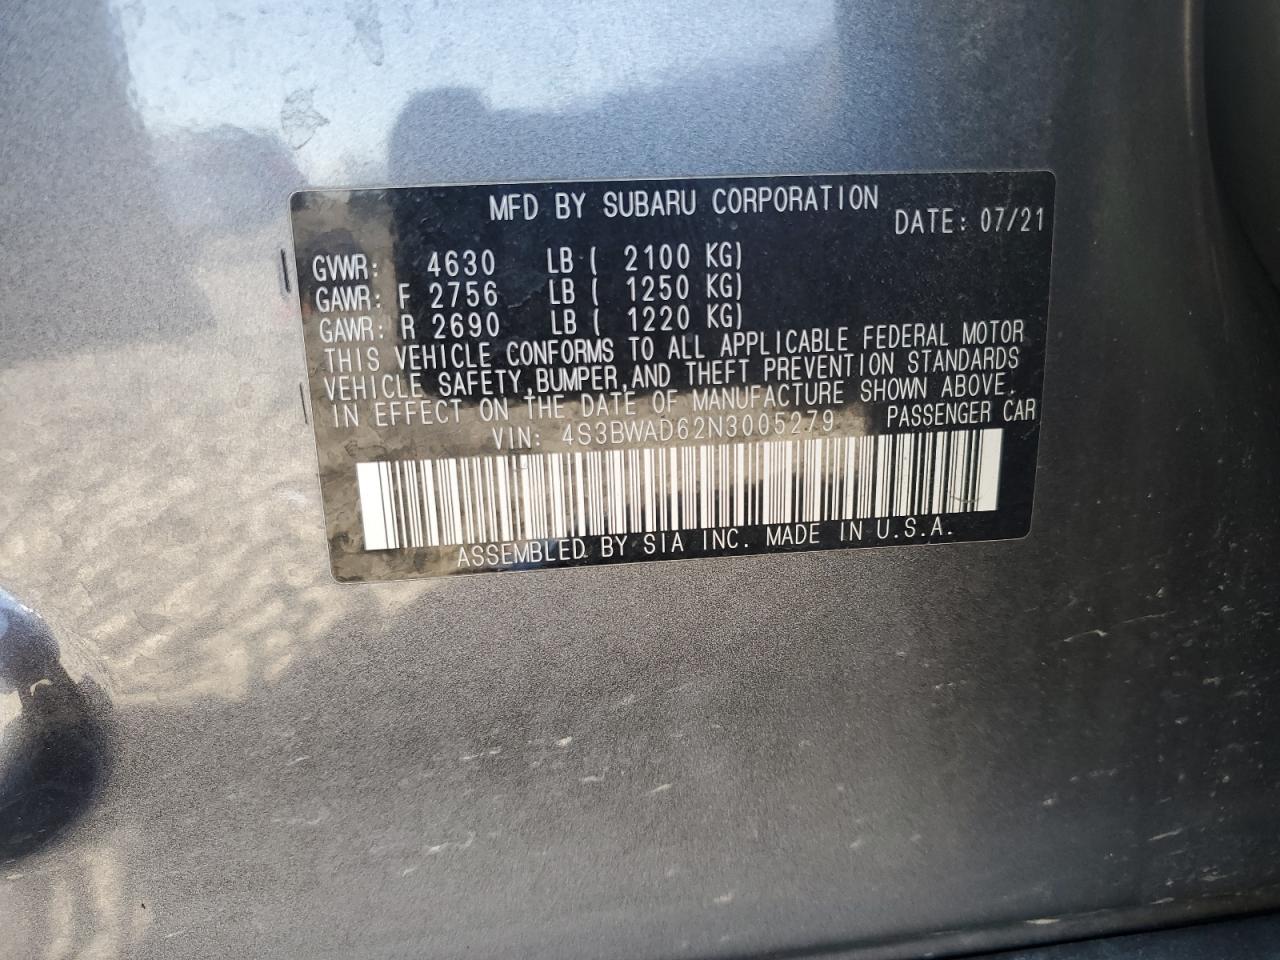 MFD BY SUBARU CORPORATION
DATE: 07/21
GVWR: 4630 LB ( 2100 KG)
GAWR: F 2756 LB ( 1250 KG)
GAWR: R 2690 LB ( 1220 KG)
THIS VEHICLE CONFORMS TO ALL APPLICABLE FEDERAL MOTOR
VEHICLE SAFETY, BUMPER, AND THEFT PREVENTION STANDARDS
IN EFFECT ON THE DATE OF MANUFACTURE SHOWN ABOVE.
VIN: 4S3BWAD62N3005279 PASSENGER CAR
ASSEMBLED BY SIA INC. MADE IN U.S.A.